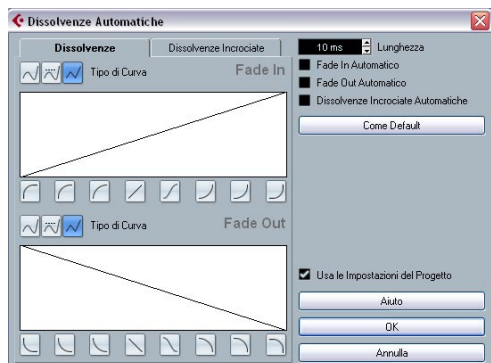 Dissolvenze Automatiche
Dissolvenze
Dissolvenze Incrociate
Tipo di Curva
Fade In
Tipo di Curva
Fade Out
10 ms
Lunghezza
Fade In Automatico
Fade Out Automatico
Dissolvenze Incrociate Automatiche
Come Default
Usa le Impostazioni del Progetto
Aiuto
OK
Annulla